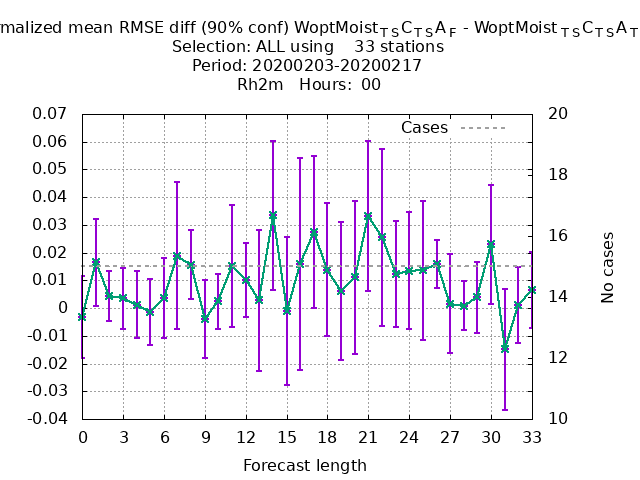 rmalized mean RMSE diff (90% conf) WoptMoist_TSC_TSA_F - WoptMoist_TSC_TSA_T
Selection: ALL using    33 stations
Period: 20200203-20200217
Rh2m   Hours: 00
Cases
0.07
0.06
0.05
0.04
0.03
0.02
0.01
0
-0.01
-0.02
-0.03
-0.04
20
18
16
14
12
10
No cases
0 3 6 9 12 15 18 21 24 27 30 33
Forecast length